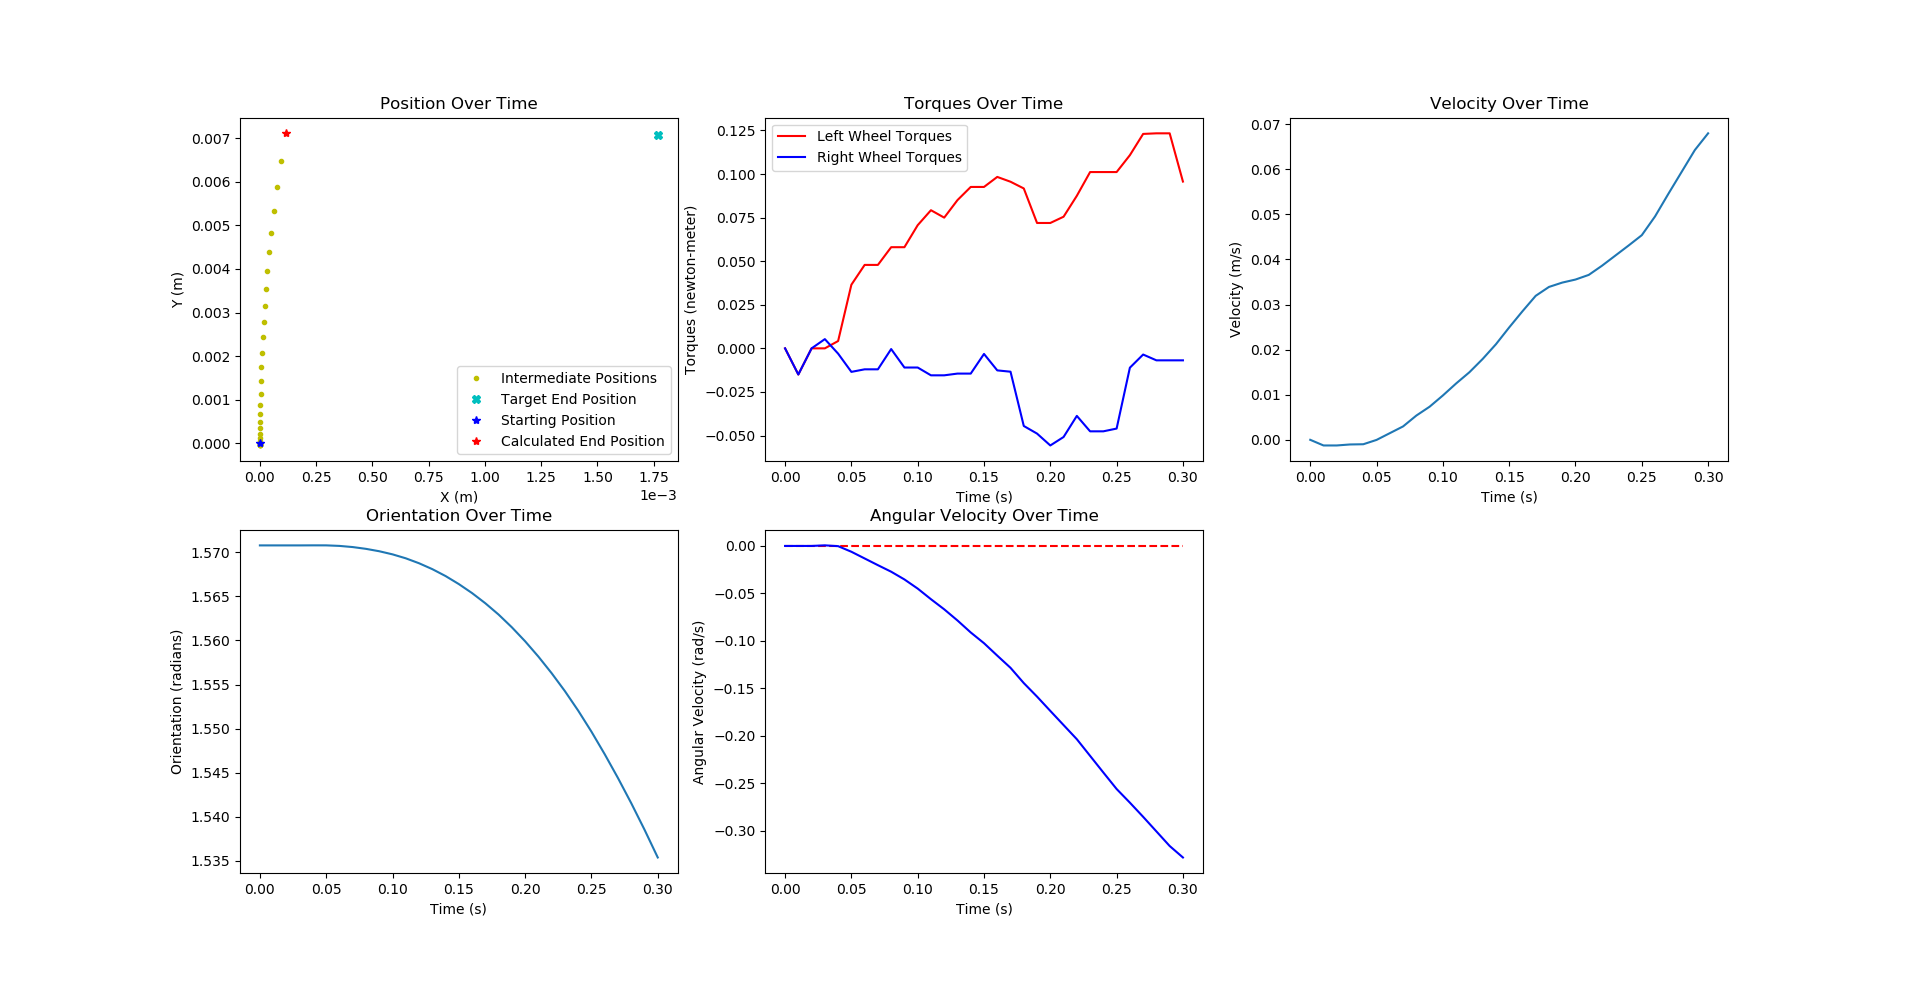 Position Over Time
0.007
0.006
0.005
0.004
0.003
0.002
0.001
0.000
Y (m)
Intermediate Positions
Target End Position
Starting Position
Calculated End Position
0.00 0.25 0.50 0.75 1.00 1.25 1.50 1.75
1e−3
X (m)
Torques Over Time
0.125
0.100
0.075
0.050
0.025
0.000
−0.025
−0.050
Torques (newton-meter)
Left Wheel Torques
Right Wheel Torques
0.00 0.05 0.10 0.15 0.20 0.25 0.30
Time (s)
Velocity Over Time
0.07
0.06
0.05
0.04
0.03
0.02
0.01
0.00
Velocity (m/s)
0.00 0.05 0.10 0.15 0.20 0.25 0.30
Time (s)
Orientation Over Time
1.570
1.565
1.560
1.555
1.550
1.545
1.540
1.535
Orientation (radians)
0.00 0.05 0.10 0.15 0.20 0.25 0.30
Time (s)
Angular Velocity Over Time
0.00
−0.05
−0.10
−0.15
−0.20
−0.25
−0.30
Angular Velocity (rad/s)
0.00 0.05 0.10 0.15 0.20 0.25 0.30
Time (s)